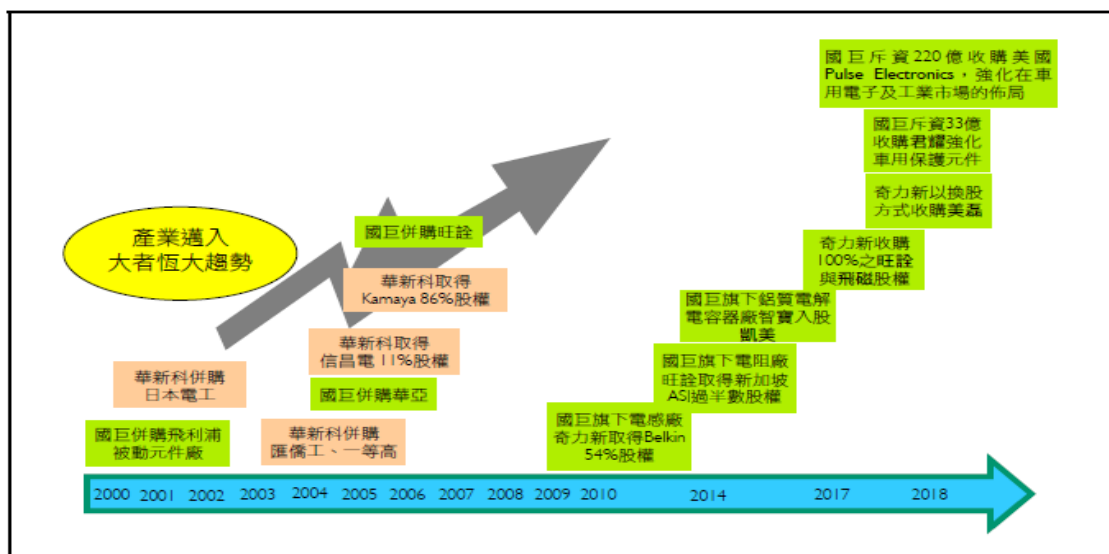 國巨斥資220億收購美國
Pulse Electronics，強化在車
用電子及工業市場的佈局
國巨斥資33億
收購君耀強化
車用保護元件
奇力新以換股
方式收購美磊
產業邁入
大者恆大趨勢
國巨併購旺詮
奇力新收購
100%之旺詮
與飛磁股權
華新科取得
Kamaya 86%股權
國巨旗下鋁質電解
電容器廠智寶入股
凱美
華新科取得
信昌電 11%股權
國巨旗下電阻廠
旺詮取得新加坡
ASJ過半數股權
華新科併購
日本電工
國巨併購華亞
國巨旗下電感廠
奇力新取得Belkin
54%股權
國巨併購飛利浦
被動元件廠
華新科併購
匯僑工、一等高
2000 2001 2002 2003 2004 2005 2006 2007 2008 2009 2010 2014 2017 2018